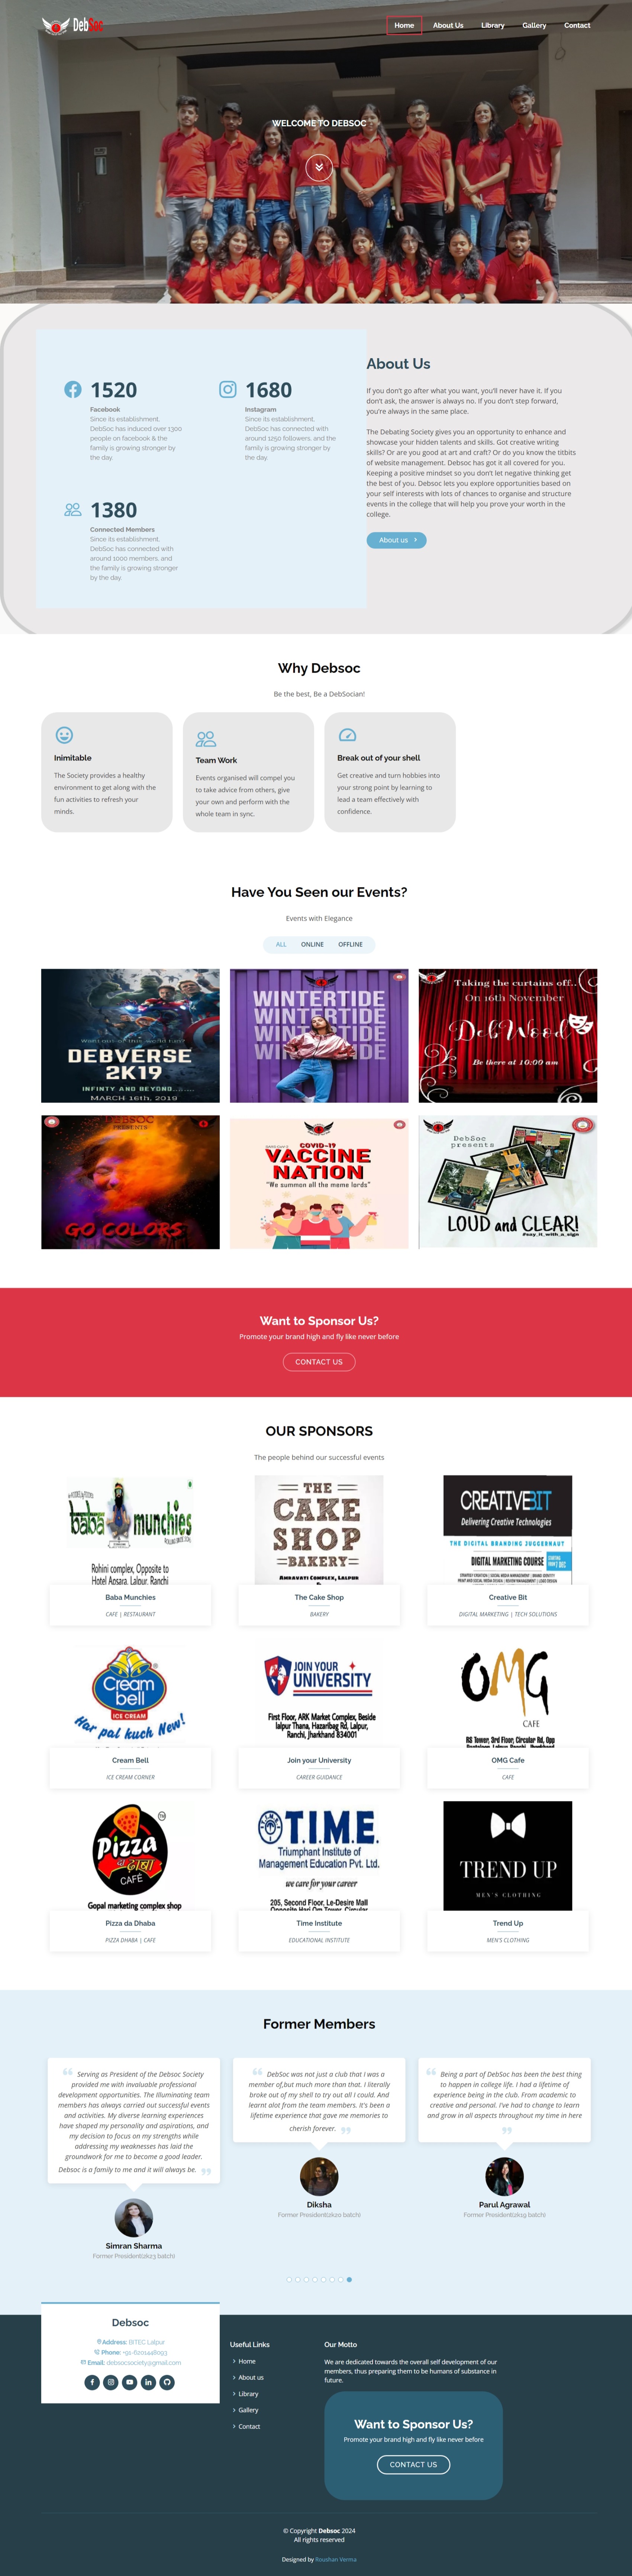 DebSoc
Home
About Us
Library
Gallery
Contact
WELCOME TO DEBSOC
1520
Facebook
Since its establishment,
DebSoc has induced over 1300
people on facebook & the
family is growing stronger by
the day.
1680
Instagram
Since its establishment,
DebSoc has connected with
around 1250 followers, and the
family is growing stronger by
the day.
1380
Connected Members
Since its establishment,
DebSoc has connected with
around 1000 members, and
the family is growing stronger
by the day.
About Us
If you don't go after what you want, you'll never have it. If you
don't ask, the answer is always no. If you don't step forward,
you're always in the same place.
The Debating Society gives you an opportunity to enhance and
showcase your hidden talents and skills. Got creative writing
skills? Or are you good at art and craft? Or do you know the titbits
of website management. Debsoc has got it all covered for you.
Keeping a positive mindset so you don't let negative thinking get
the best of you. Debsoc lets you explore opportunities based on
your self interests with lots of chances to organise and structure
events in the college that will help you prove your worth in the
college.
About us
Why Debsoc
Be the best, Be a DebSocian!
Inimitable
The Society provides a healthy
environment to get along with the
fun activities to refresh your
minds.
Team Work
Events organised will compel you
to take advice from others, give
your own and perform with the
whole team in sync.
Break out of your shell
Get creative and turn hobbies into
your strong point by learning to
lead a team effectively with
confidence.
Have You Seen our Events?
Events with Elegance
ALL
ONLINE
OFFLINE
DEBVERSE
2K19
INFINTY AND BEYOND......
MARCH 16th, 2019
WINTERTIDE
WINTERTIDE
WINTERTIDE
WINTERTIDE
Taking the curtains off..
On 16th November
DebWood
Be there at 10:00 am
DEBSOC
PRESENTS
GO COLORS
COVID-19
VACCINE
NATION
"We summon all the meme lords"
DebSoc
presents
LOUD and CLEAR!
#say_it_with_a_sign
Want to Sponsor Us?
Promote your brand high and fly like never before
CONTACT US
OUR SPONSORS
The people behind our successful events
baba munchies
Rohini complex, Opposite to
Hotel Apsara, Lalpur, Ranchi
Baba Munchies
CAFE | RESTAURANT
THE
CAKE
SHOP
BAKERY
AMRAVATI COMPLEX, LALPUR
The Cake Shop
BAKERY
CREATIVEBIT
Delivering Creative Technologies
THE DIGITAL BRANDING JUGGERNAUT
DIGITAL MARKETING COURSE
Creative Bit
DIGITAL MARKETING | TECH SOLUTIONS
Cream
bell
ICE CREAM
Har pal kuch New!
Cream Bell
ICE CREAM CORNER
JOIN YOUR
UNIVERSITY
First Floor, ARK Market Complex, Beside
lalpur Thana, Hazaribag Rd, Lalpur,
Ranchi, Jharkhand 834001
Join your University
CAREER GUIDANCE
OMG
CAFE
RS Tower, 3rd Floor, Circular Rd, Opp
OMG Cafe
CAFE
Pizza
da ढाबा
CAFÉ
Gopal marketing complex shop
Pizza da Dhaba
PIZZA DHABA | CAFE
T.I.M.E.
Triumphant Institute of
Management Education Pvt. Ltd.
we care for your career
205, Second Floor, Le-Desire Mall
Opposite Hari Om Tower, Circular
Time Institute
EDUCATIONAL INSTITUTE
TREND UP
MEN'S CLOTHING
Trend Up
MEN'S CLOTHING
Former Members
Serving as President of the Debsoc Society
provided me with invaluable professional
development opportunities. The illuminating team
members has always carried out successful events
and activities. My diverse learning experiences
have shaped my personality and aspirations, and
my decision to focus on my strengths while
addressing my weaknesses has laid the
groundwork for me to become a good leader.
Debsoc is a family to me and it will always be.
Simran Sharma
Former President(2k23 batch)
DebSoc was not just a club that I was a
member of,but much more than that. I literally
broke out of my shell to try out all I could. And
learnt alot from the team members. It's been a
lifetime experience that gave me memories to
cherish forever.
Diksha
Former President(2k20 batch)
Being a part of DebSoc has been the best thing
to happen in college life. I had a lifetime of
experience being in the club. From academic to
creative and personal. I've had to change to learn
and grow in all aspects throughout my time in here
Parul Agrawal
Former President(2k19 batch)
Debsoc
Address: BITEC Lalpur
Phone: +91-6201448093
Email: debsocsociety@gmail.com
Useful Links
Home
About us
Library
Gallery
Contact
Our Motto
We are dedicated towards the overall self development of our
members, thus preparing them to be humans of substance in
future.
Want to Sponsor Us?
Promote your brand high and fly like never before
CONTACT US
© Copyright Debsoc 2024
All rights reserved
Designed by Roushan Verma